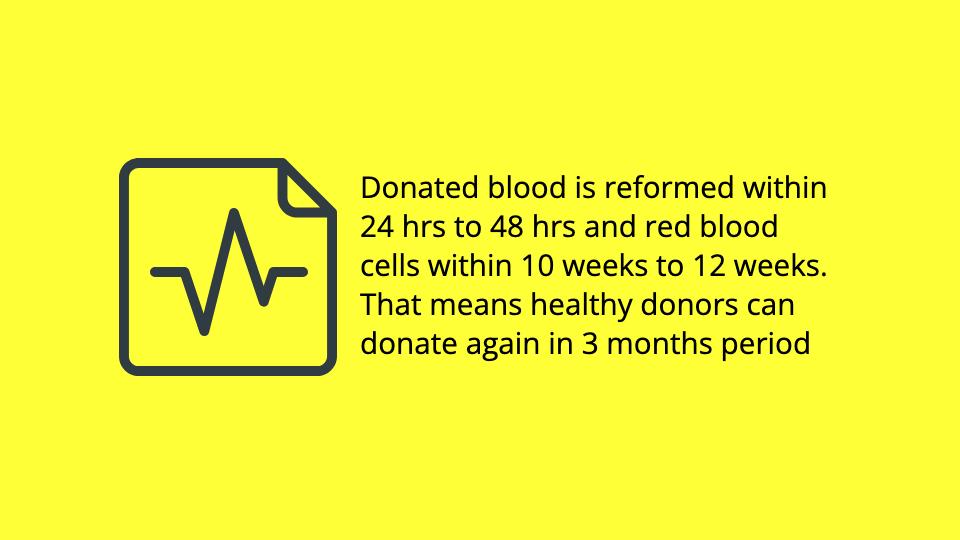 Donated blood is reformed within
24 hrs to 48 hrs and red blood
cells within 10 weeks to 12 weeks.
That means healthy donors can
donate again in 3 months period